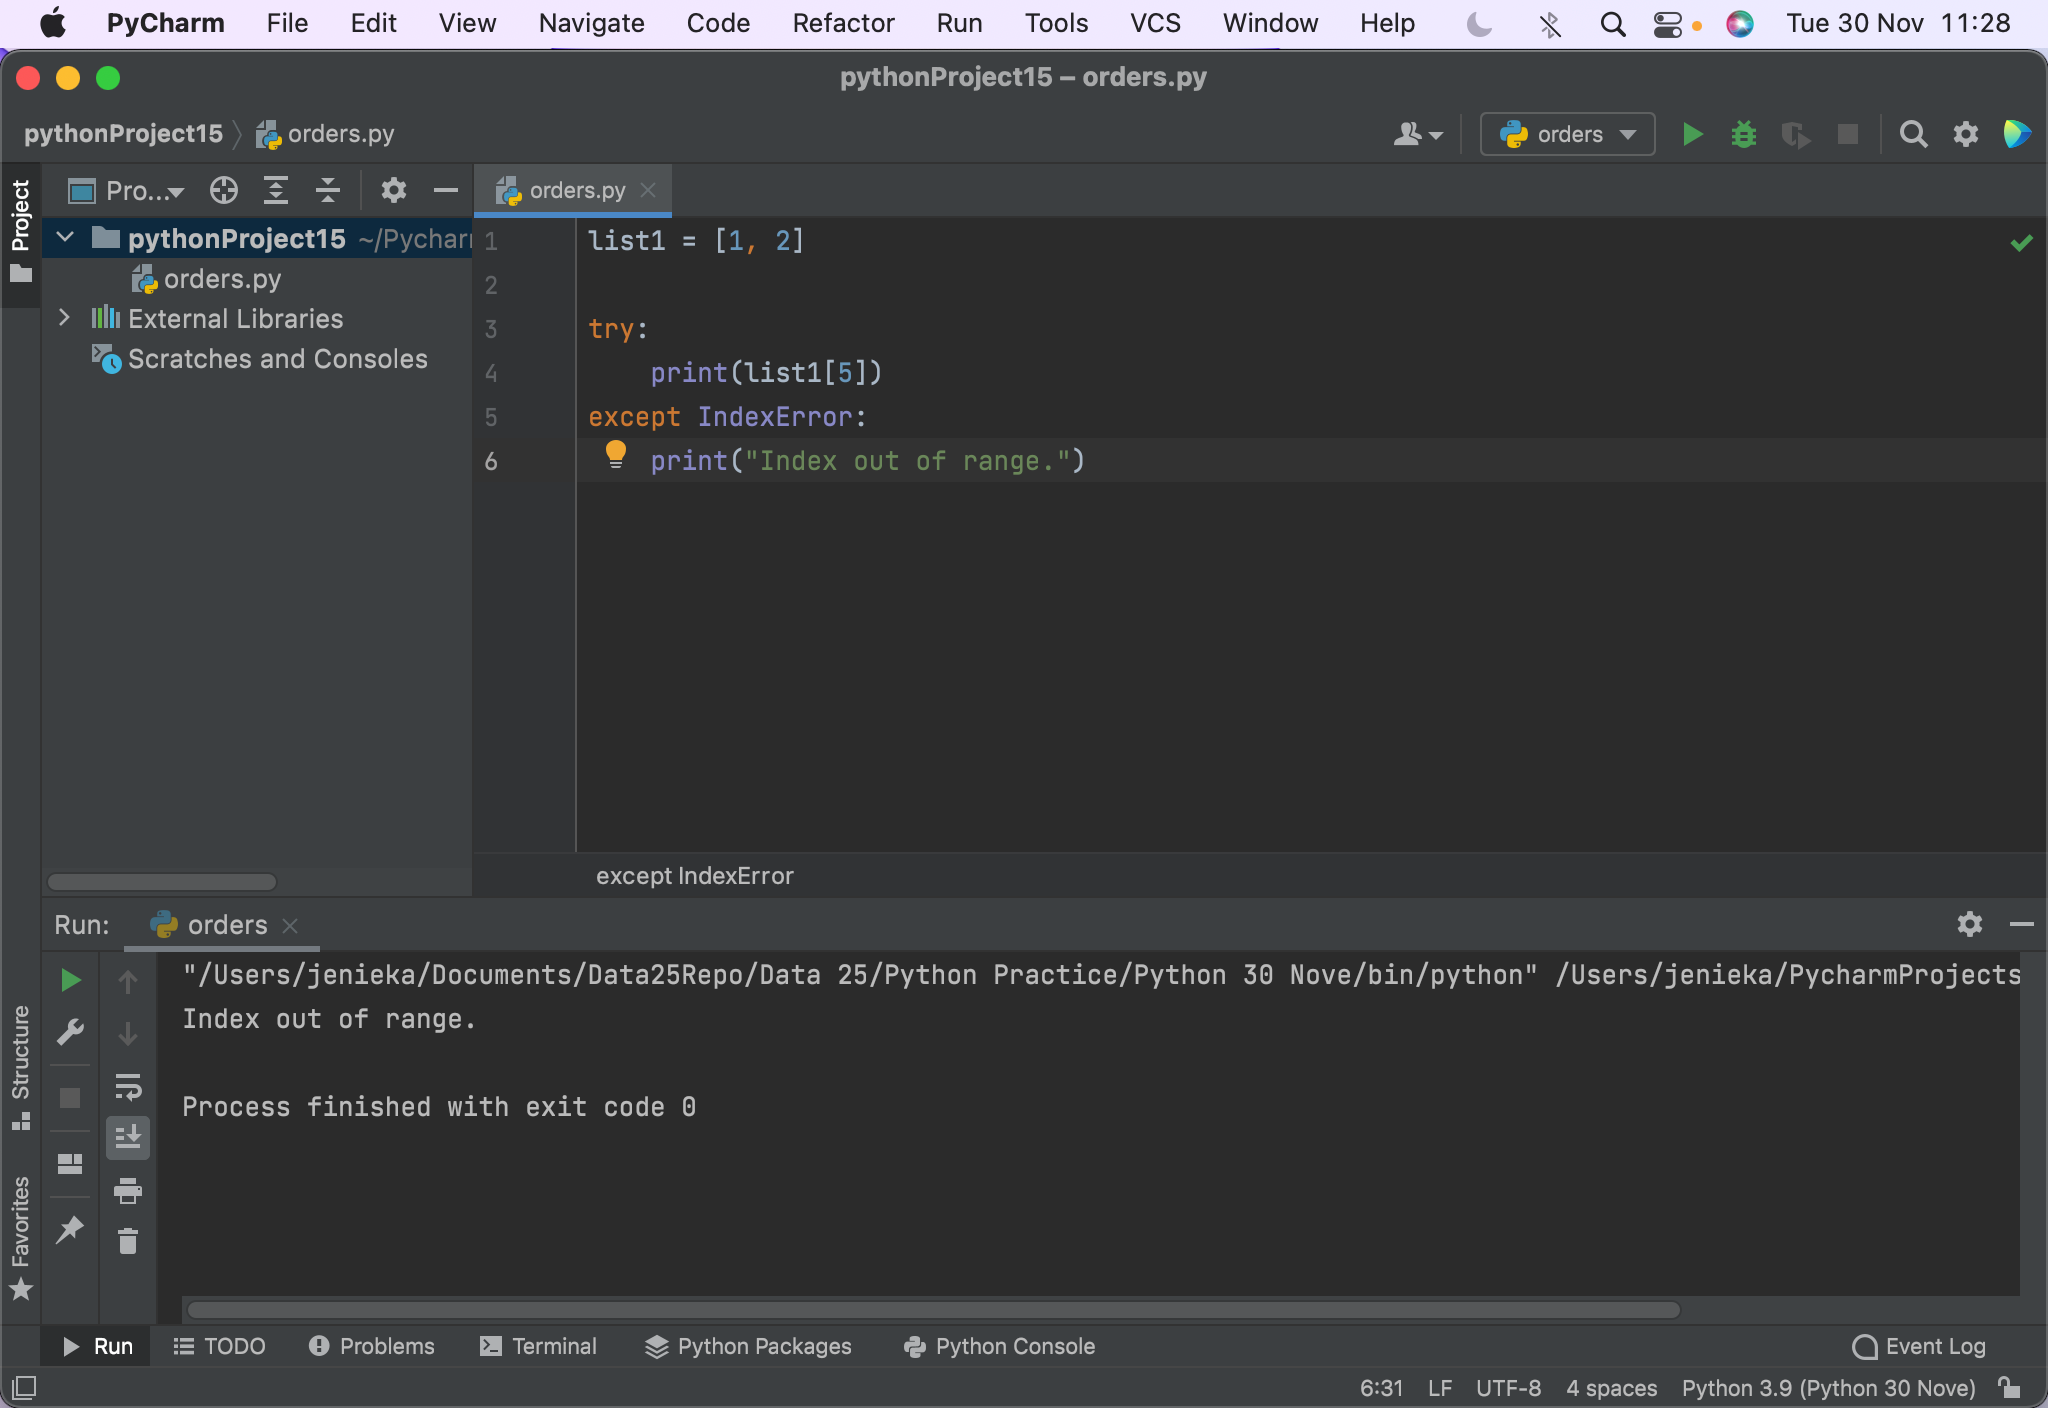 PyCharm File Edit View Navigate Code Refactor Run Tools VCS Window Help Tue 30 Nov 11:28
pythonProject15 – orders.py
pythonProject15 orders.py orders
Project
Pro... orders.py
pythonProject15 ~/Pychar
orders.py
External Libraries
Scratches and Consoles
1 list1 = [1, 2]
2
3 try:
4     print(list1[5])
5 except IndexError:
6     print("Index out of range.")
except IndexError
Run: orders
"/Users/jenieka/Documents/Data25Repo/Data 25/Python Practice/Python 30 Nove/bin/python" /Users/jenieka/PycharmProjects
Index out of range.
Process finished with exit code 0
Structure
Favorites
Run TODO Problems Terminal Python Packages Python Console Event Log
6:31 LF UTF-8 4 spaces Python 3.9 (Python 30 Nove)